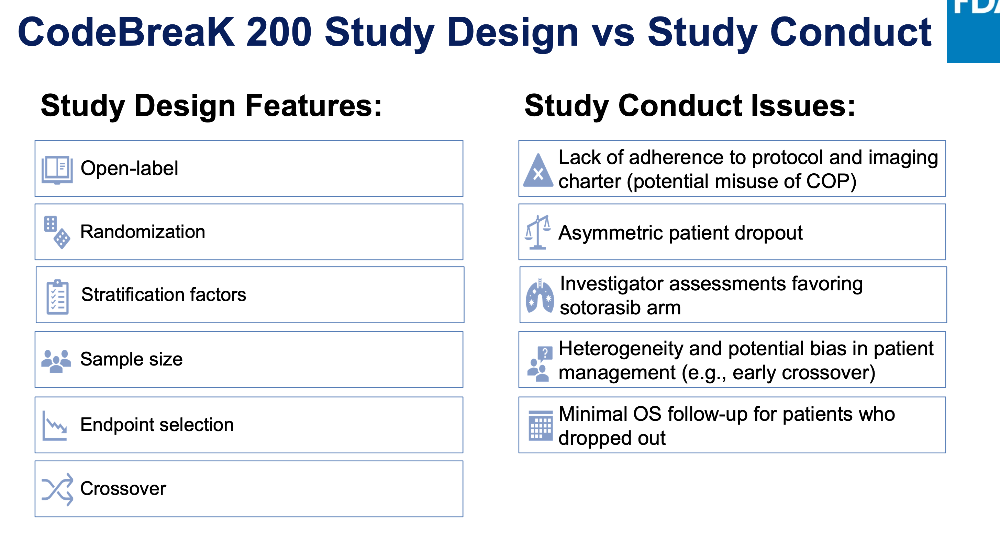 FDA
CodeBreaK 200 Study Design vs Study Conduct
Study Design Features:
Open-label
Randomization
Stratification factors
Sample size
Endpoint selection
Crossover
Study Conduct Issues:
Lack of adherence to protocol and imaging
charter (potential misuse of COP)
Asymmetric patient dropout
Investigator assessments favoring
sotorasib arm
?
Heterogeneity and potential bias in patient
management (e.g., early crossover)
Minimal OS follow-up for patients who
dropped out